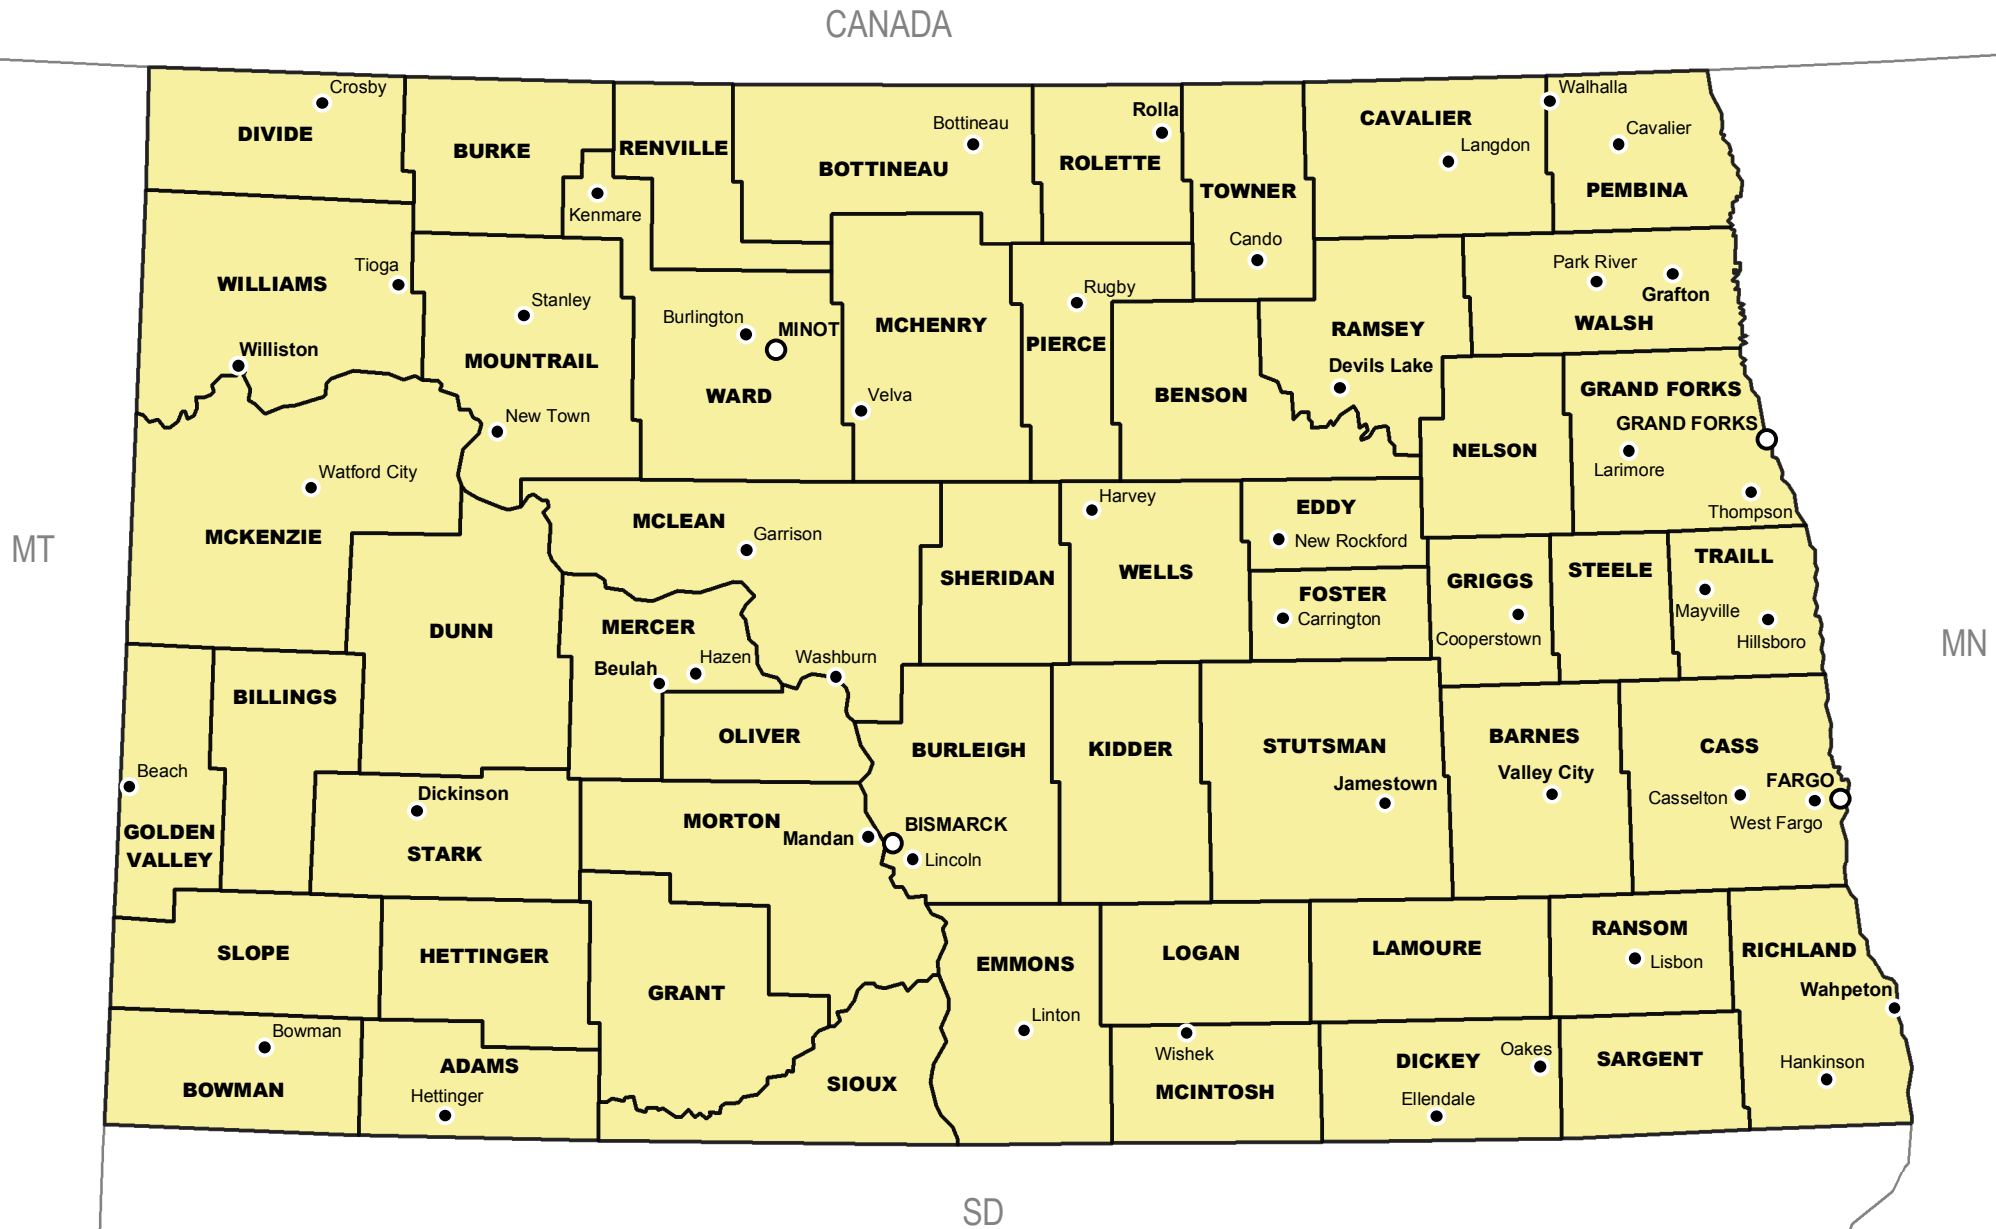 CANADA
Crosby
DIVIDE
BURKE
RENVILLE
Kenmare
BOTTINEAU
Bottineau
Rolla
ROLETTE
TOWNER
Cando
CAVALIER
Langdon
Walhalla
Cavalier
PEMBINA
WILLIAMS
Tioga
Williston
Stanley
MOUNTRAIL
New Town
Burlington
MINOT
WARD
MCHENRY
Velva
Rugby
PIERCE
BENSON
RAMSEY
Devils Lake
Park River
Grafton
WALSH
NELSON
GRAND FORKS
GRAND FORKS
Larimore
Thompson
Watford City
MCKENZIE
MT
DUNN
MCLEAN
Garrison
MERCER
Hazen
Beulah
Washburn
OLIVER
SHERIDAN
Harvey
WELLS
EDDY
New Rockford
FOSTER
Carrington
GRIGGS
Cooperstown
STEELE
TRAILL
Mayville
Hillsboro
MN
BILLINGS
Beach
GOLDEN
VALLEY
Dickinson
STARK
MORTON
Mandan
BISMARCK
Lincoln
BURLEIGH
KIDDER
STUTSMAN
Jamestown
BARNES
Valley City
CASS
Casselton
FARGO
West Fargo
SLOPE
HETTINGER
GRANT
EMMONS
Linton
LOGAN
LAMOURE
RANSOM
Lisbon
RICHLAND
Wahpeton
Hankinson
Bowman
BOWMAN
ADAMS
Hettinger
SIOUX
Wishek
MCINTOSH
DICKEY
Oakes
Ellendale
SARGENT
SD